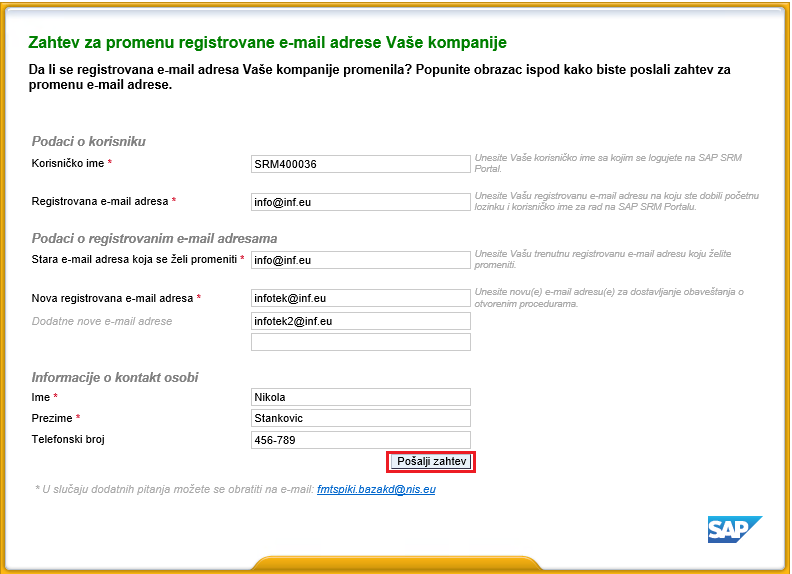 Zahtev za promenu registrovane e-mail adrese Vaše kompanije
Da li se registrovana e-mail adresa Vaše kompanije promenila? Popunite obrazac ispod kako biste poslali zahtev za
promenu e-mail adrese.
Podaci o korisniku
Korisničko ime *
SRM400036
Unesite Vaše korisničko ime sa kojim se logujete na SAP SRM
Portal.
Registrovana e-mail adresa *
info@inf.eu
Unesite Vašu registrovanu e-mail adresu na koju ste dobili početnu
lozinku i korisničko ime za rad na SAP SRM Portalu.
Podaci o registrovanim e-mail adresama
Stara e-mail adresa koja se želi promeniti *
info@inf.eu
Unesite Vašu trenutnu registrovanu e-mail adresu koju želite
promeniti.
Nova registrovana e-mail adresa *
infotek@inf.eu
Unesite novu(e) e-mail adresu(e) za dostavljanje obaveštanja o
otvorenim procedurama.
Dodatne nove e-mail adrese
infotek2@inf.eu
Informacije o kontakt osobi
Ime *
Nikola
Prezime *
Stankovic
Telefonski broj
456-789
Pošalji zahtev
* U slučaju dodatnih pitanja možete se obratiti na e-mail: fmtspiki.bazakd@nis.eu
SAP